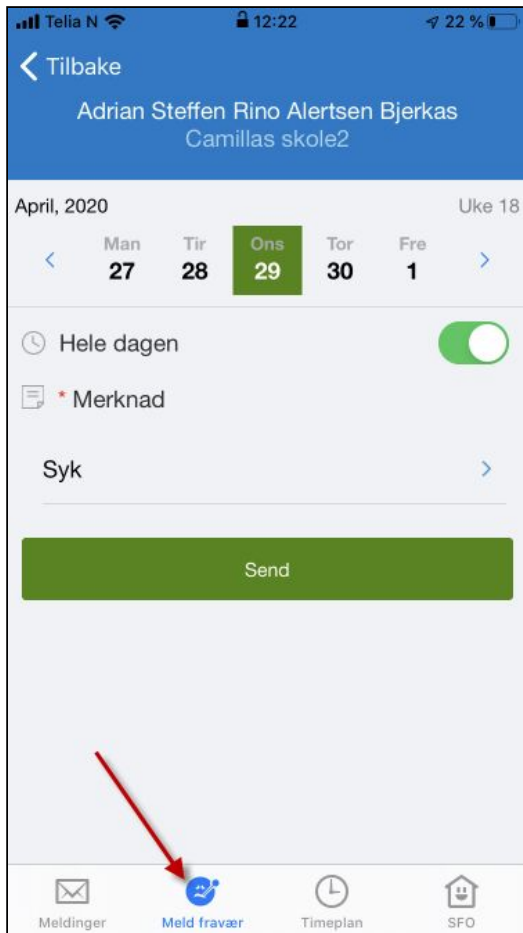 Telia N 12:22 22 %
Tilbake
Adrian Steffen Rino Alertsen Bjerkas
Camillas skole2
April, 2020 Uke 18
Man Tir Ons Tor Fre
27 28 29 30 1
Hele dagen
* Merknad
Syk
Send
Meldinger Meld fravær Timeplan SFO